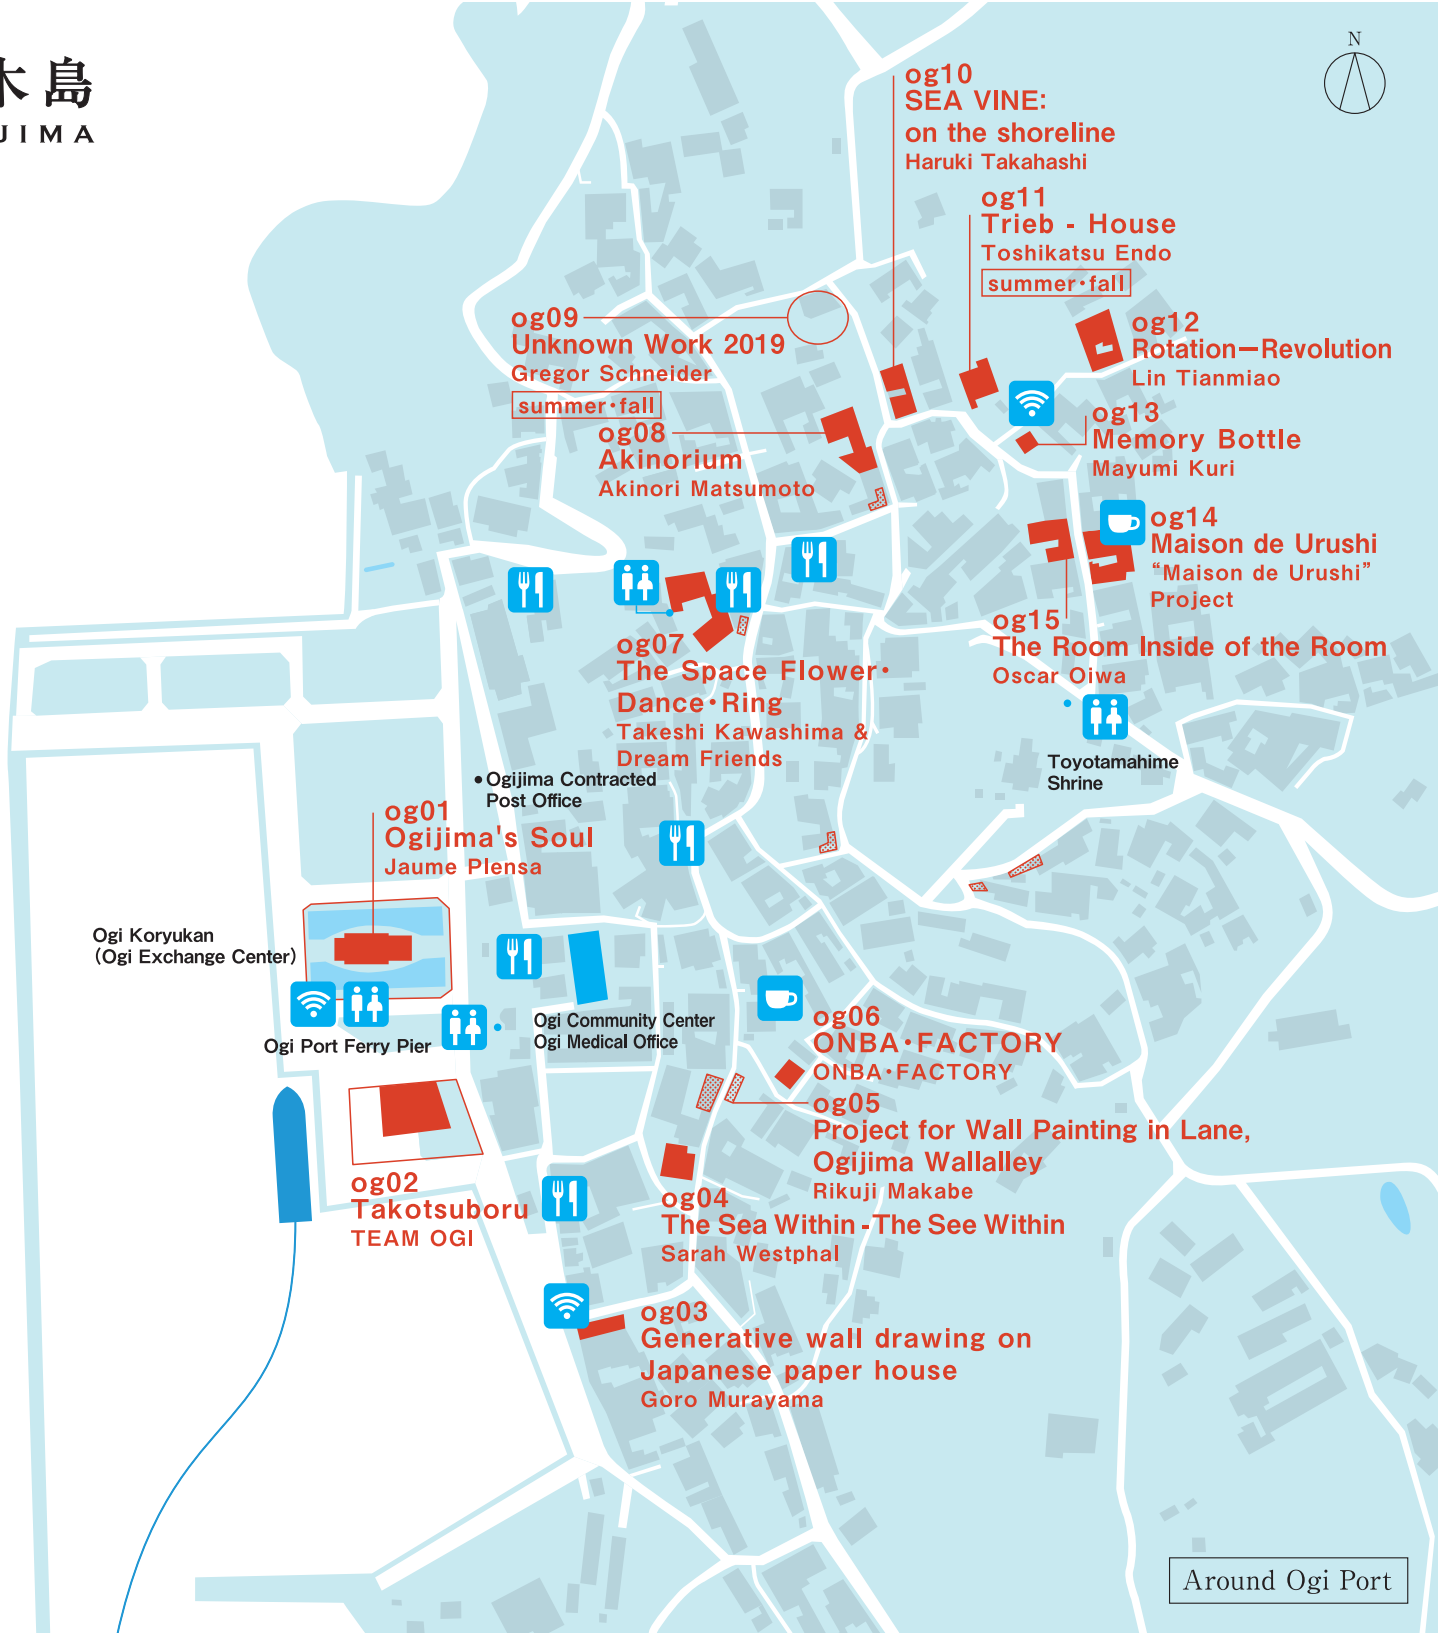 木島
JIMA
N
og10
SEA VINE:
on the shoreline
Haruki Takahashi
og11
Trieb - House
Toshikatsu Endo
summer・fall
og09
Unknown Work 2019
Gregor Schneider
summer・fall
og12
Rotation－Revolution
Lin Tianmiao
og13
Memory Bottle
Mayumi Kuri
og08
Akinorium
Akinori Matsumoto
og14
Maison de Urushi
“Maison de Urushi”
Project
og15
The Room Inside of the Room
Oscar Oiwa
og07
The Space Flower・
Dance・Ring
Takeshi Kawashima &
Dream Friends
Toyotamahime
Shrine
•Ogijima Contracted
Post Office
og01
Ogijima's Soul
Jaume Plensa
Ogi Koryukan
(Ogi Exchange Center)
Ogi Community Center
Ogi Medical Office
Ogi Port Ferry Pier
og06
ONBA・FACTORY
ONBA・FACTORY
og05
Project for Wall Painting in Lane,
Ogijima Wallalley
Rikuji Makabe
og02
Takotsuboru
TEAM OGI
og04
The Sea Within - The See Within
Sarah Westphal
og03
Generative wall drawing on
Japanese paper house
Goro Murayama
Around Ogi Port